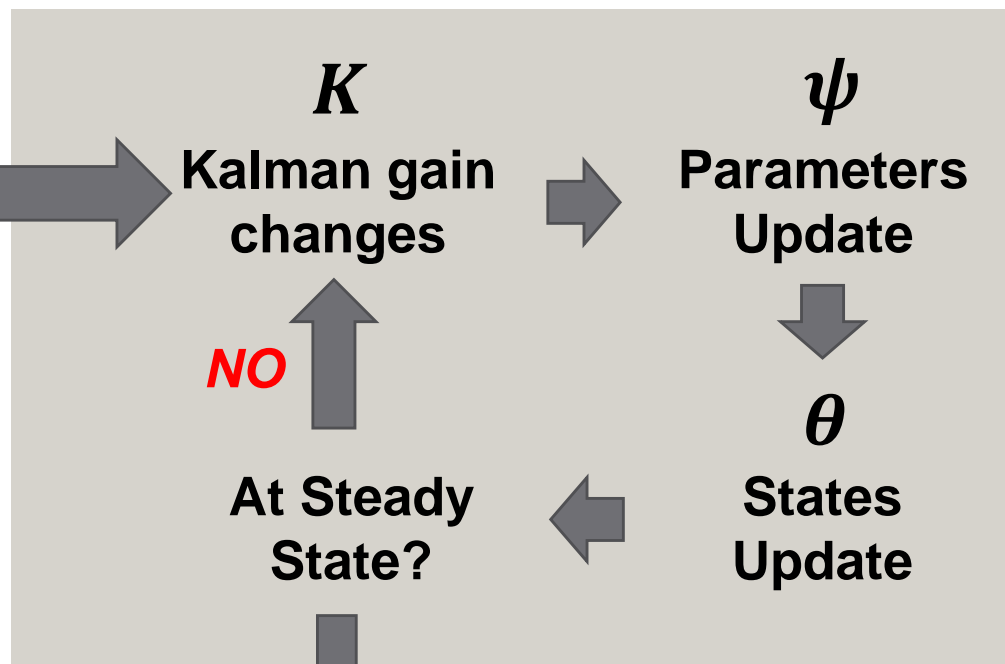 K
Kalman gain
changes
ψ
Parameters
Update
NO
θ
States
Update
At Steady
State?